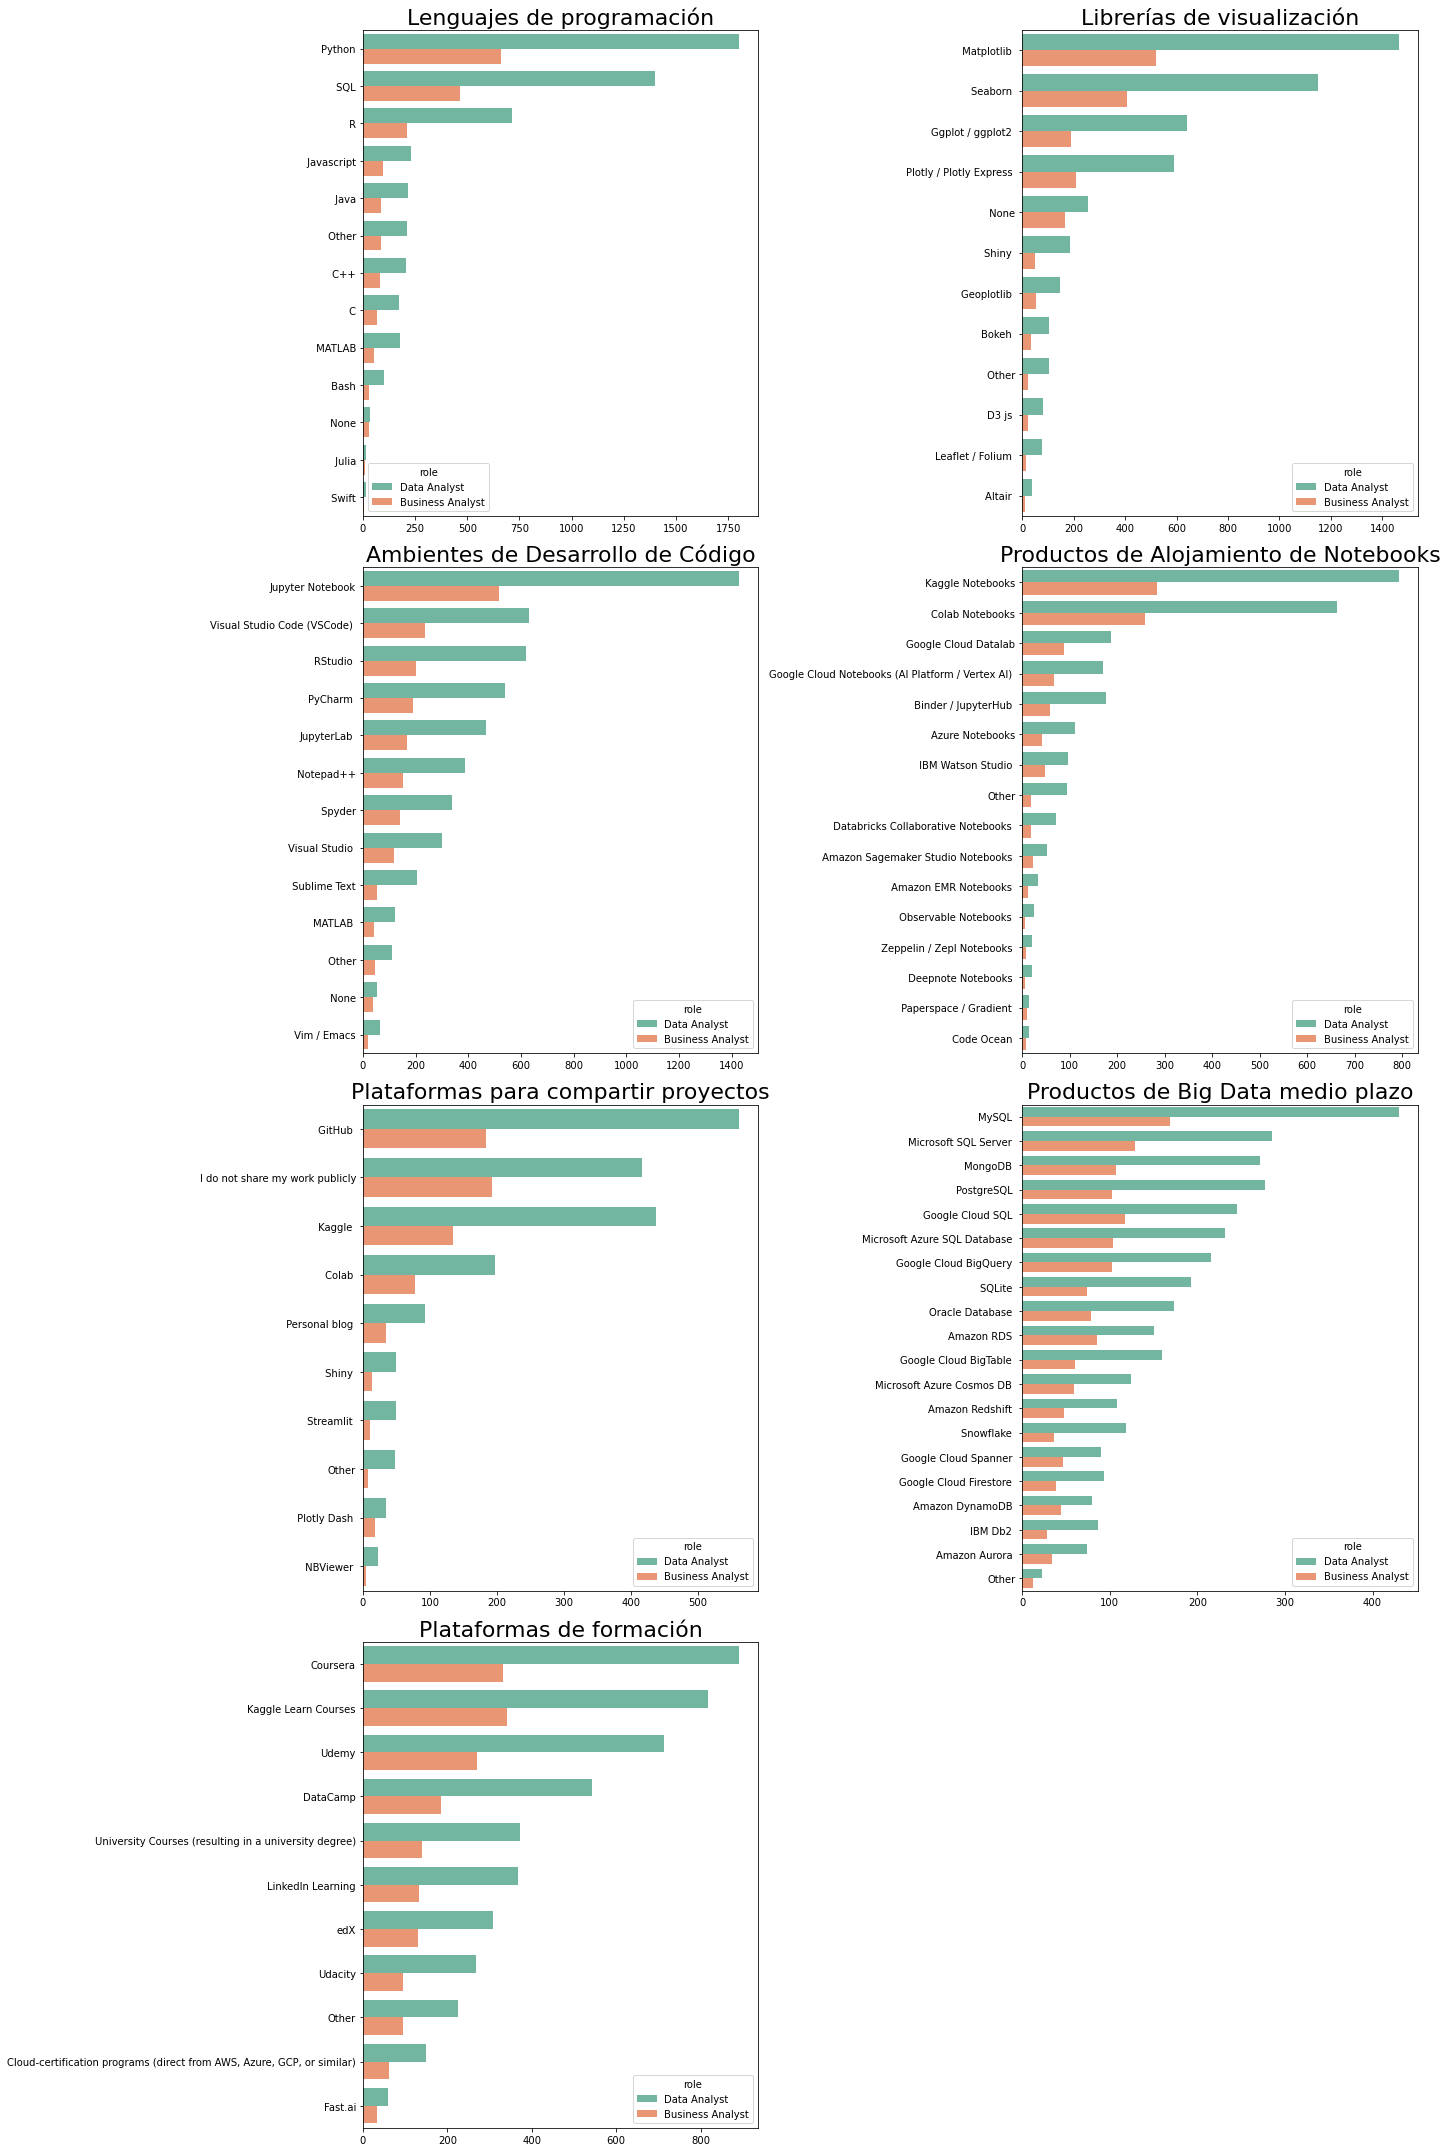 Lenguajes de programación
Python
SQL
R
Javascript
Java
Other
C++
C
MATLAB
Bash
None
Julia
Swift
role
Data Analyst
Business Analyst
0 250 500 750 1000 1250 1500 1750
Librerías de visualización
Matplotlib
Seaborn
Ggplot / ggplot2
Plotly / Plotly Express
None
Shiny
Geoplotlib
Bokeh
Other
D3 js
Leaflet / Folium
Altair
role
Data Analyst
Business Analyst
0 200 400 600 800 1000 1200 1400
Ambientes de Desarrollo de Código
Jupyter Notebook
Visual Studio Code (VSCode)
RStudio
PyCharm
JupyterLab
Notepad++
Spyder
Visual Studio
Sublime Text
MATLAB
Other
None
Vim / Emacs
role
Data Analyst
Business Analyst
0 200 400 600 800 1000 1200 1400
Productos de Alojamiento de Notebooks
Kaggle Notebooks
Colab Notebooks
Google Cloud Datalab
Google Cloud Notebooks (AI Platform / Vertex AI)
Binder / JupyterHub
Azure Notebooks
IBM Watson Studio
Other
Databricks Collaborative Notebooks
Amazon Sagemaker Studio Notebooks
Amazon EMR Notebooks
Observable Notebooks
Zeppelin / Zepl Notebooks
Deepnote Notebooks
Paperspace / Gradient
Code Ocean
role
Data Analyst
Business Analyst
0 100 200 300 400 500 600 700 800
Plataformas para compartir proyectos
GitHub
I do not share my work publicly
Kaggle
Colab
Personal blog
Shiny
Streamlit
Other
Plotly Dash
NBViewer
role
Data Analyst
Business Analyst
0 100 200 300 400 500
Productos de Big Data medio plazo
MySQL
Microsoft SQL Server
MongoDB
PostgreSQL
Google Cloud SQL
Microsoft Azure SQL Database
Google Cloud BigQuery
SQLite
Oracle Database
Amazon RDS
Google Cloud BigTable
Microsoft Azure Cosmos DB
Amazon Redshift
Snowflake
Google Cloud Spanner
Google Cloud Firestore
Amazon DynamoDB
IBM Db2
Amazon Aurora
Other
role
Data Analyst
Business Analyst
0 100 200 300 400
Plataformas de formación
Coursera
Kaggle Learn Courses
Udemy
DataCamp
University Courses (resulting in a university degree)
LinkedIn Learning
edX
Udacity
Other
Cloud-certification programs (direct from AWS, Azure, GCP, or similar)
Fast.ai
role
Data Analyst
Business Analyst
0 200 400 600 800